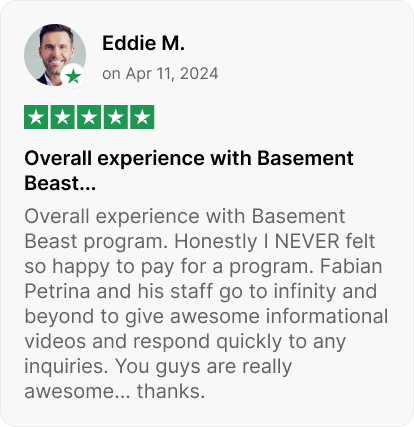 Eddie M.
on Apr 11, 2024
Overall experience with Basement
Beast...
Overall experience with Basement
Beast program. Honestly I NEVER felt
so happy to pay for a program. Fabian
Petrina and his staff go to infinity and
beyond to give awesome informational
videos and respond quickly to any
inquiries. You guys are really
awesome... thanks.